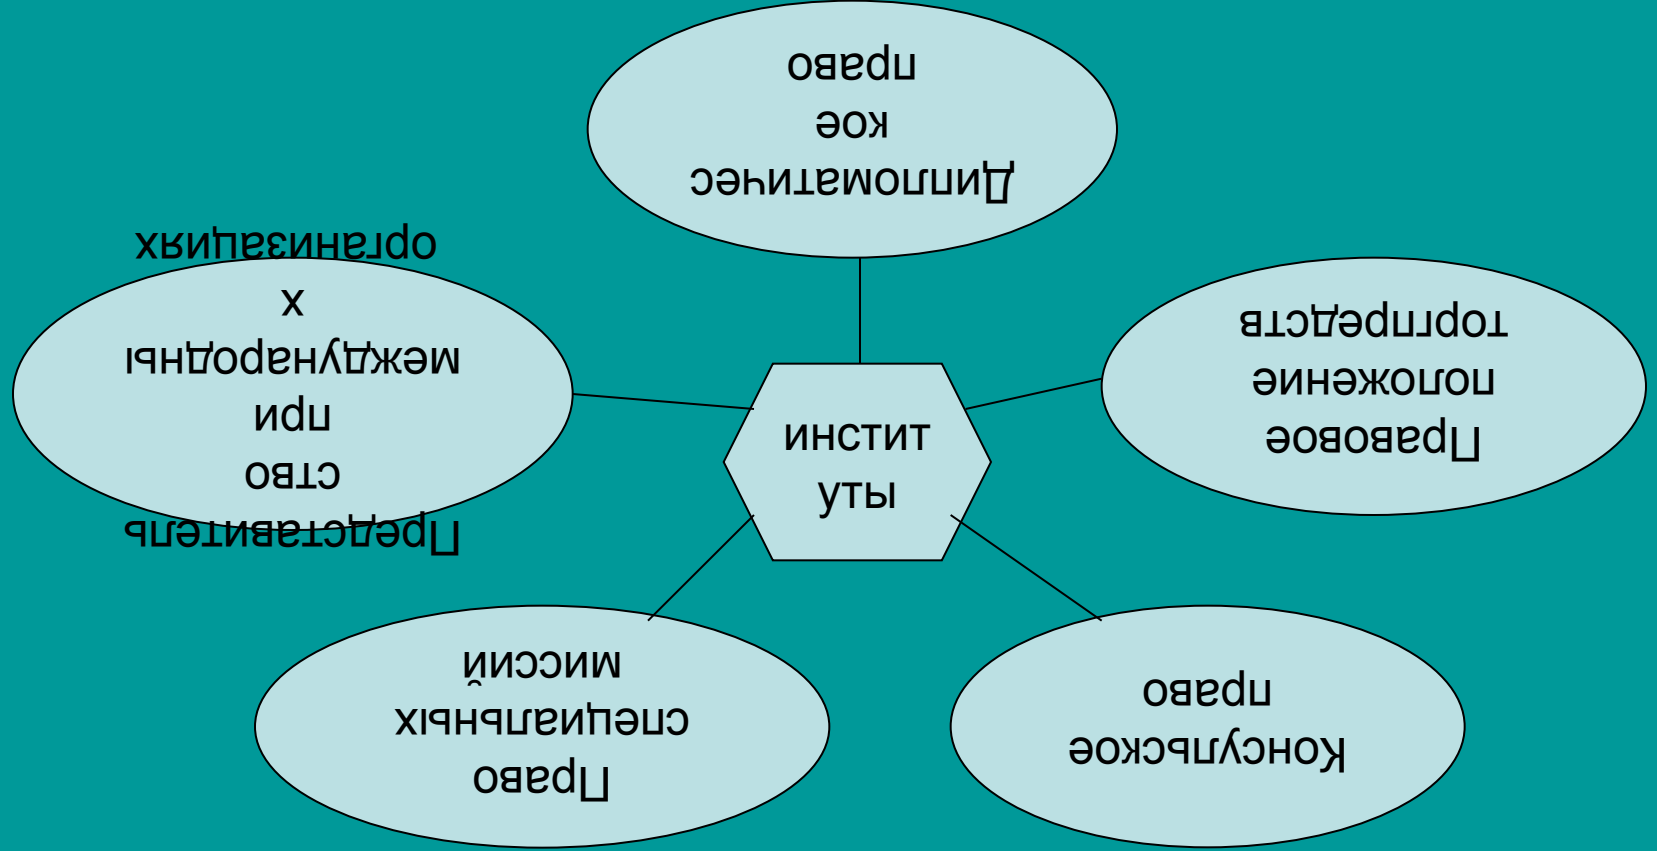 Дипломатичес
кое
право
Правовое
положение
торгпредств
Консульское
право
Право
специальных
миссий
Представитель
ство
при
международны
х
организациях
инстит
уты